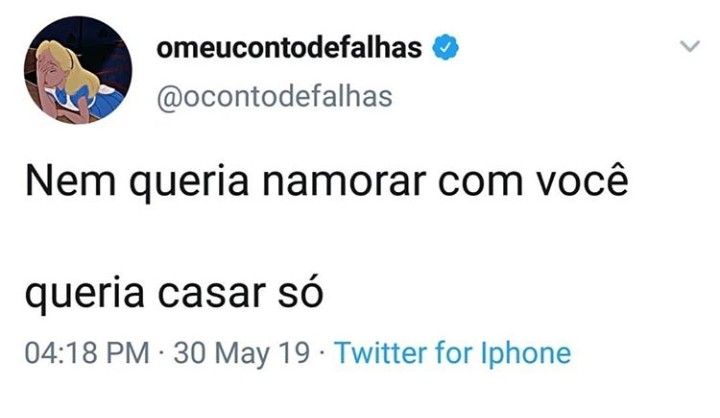 omeucontodefalhas
@ocontodefalhas
Nem queria namorar com você
queria casar só
04:18 PM · 30 May 19 · Twitter for Iphone